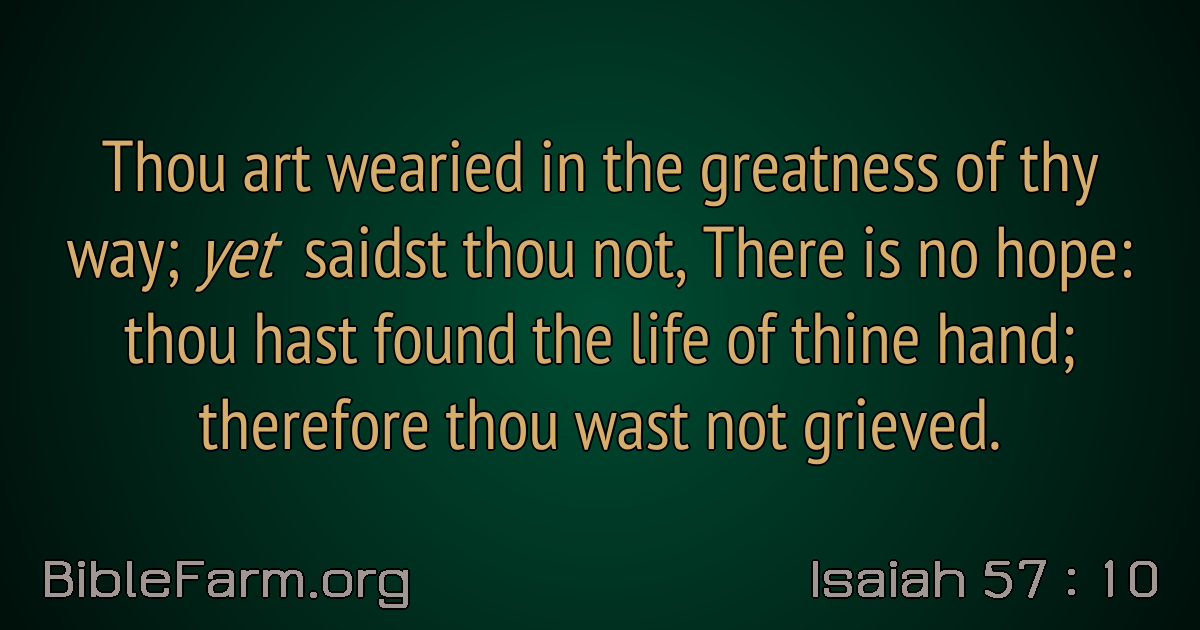 Thou art wearied in the greatness of thy
way; yet saidst thou not, There is no hope:
thou hast found the life of thine hand;
therefore thou wast not grieved.
BibleFarm.org
Isaiah 57 : 10